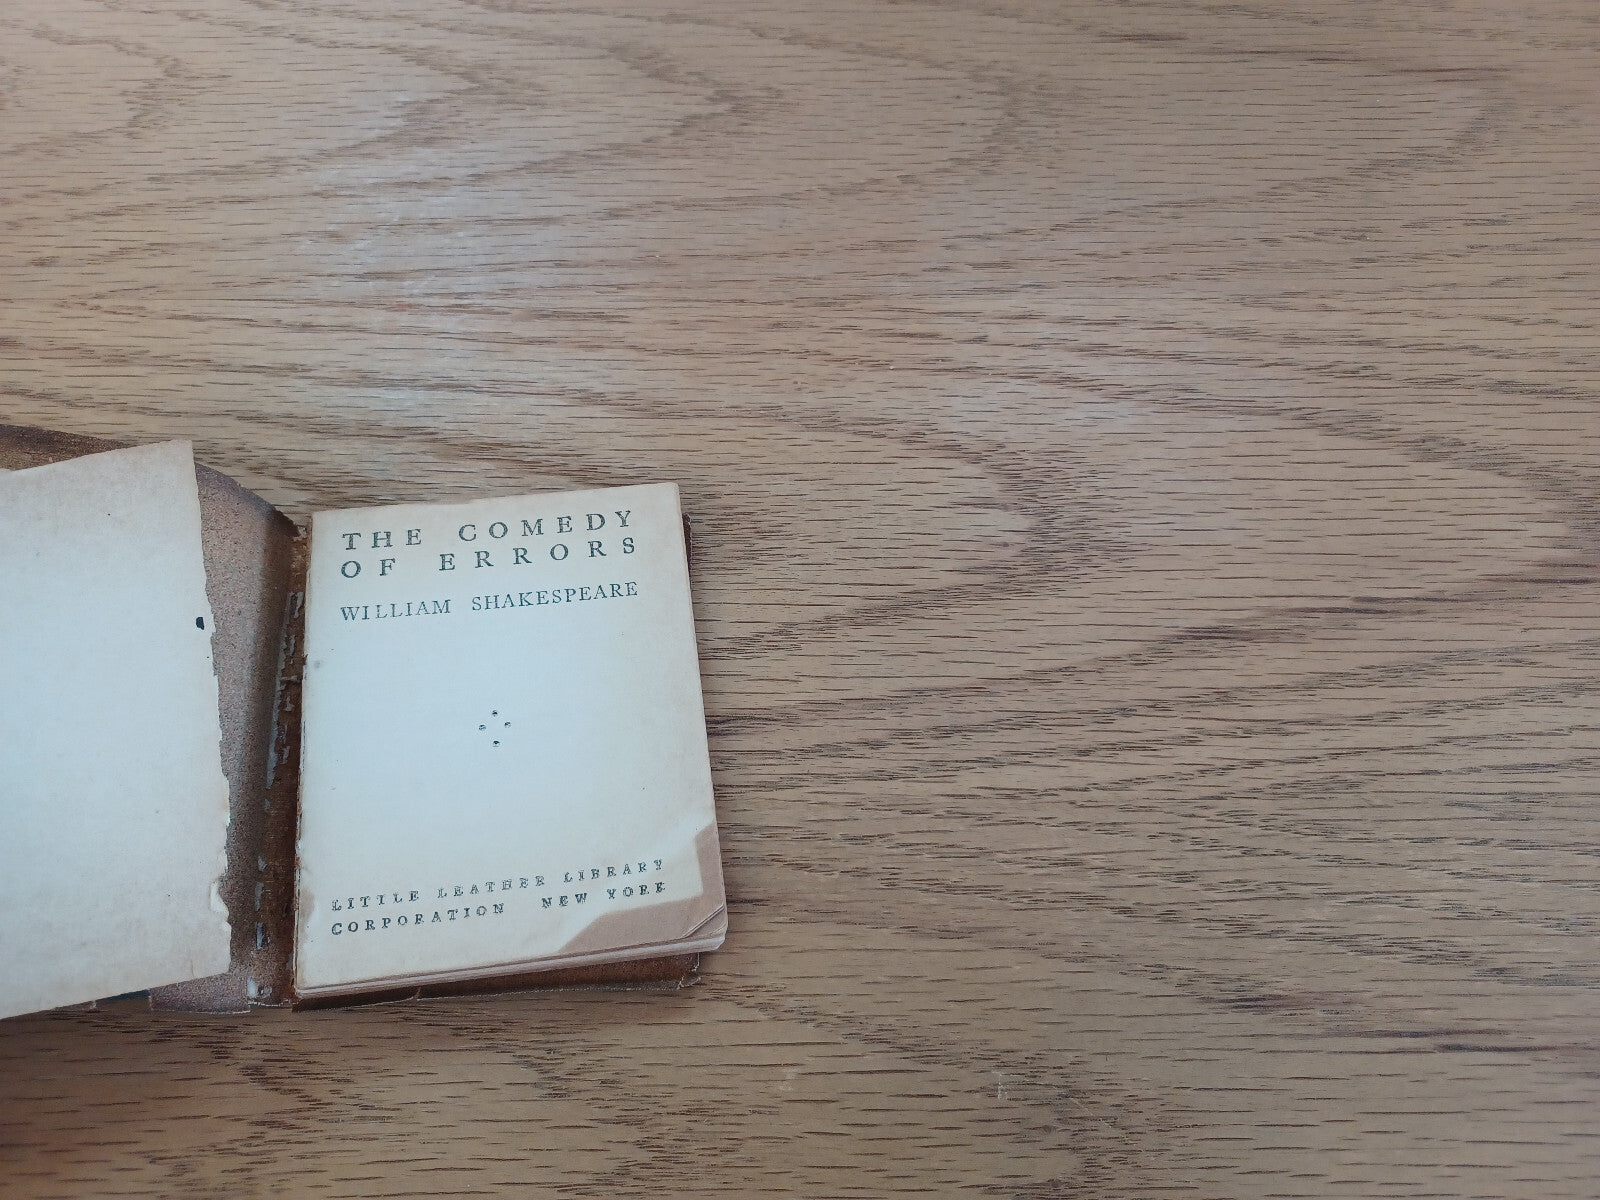 THE COMEDY
OF ERRORS
WILLIAM SHAKESPEARE
LITTLE LEATHER LIBRARY
CORPORATION NEW YORK